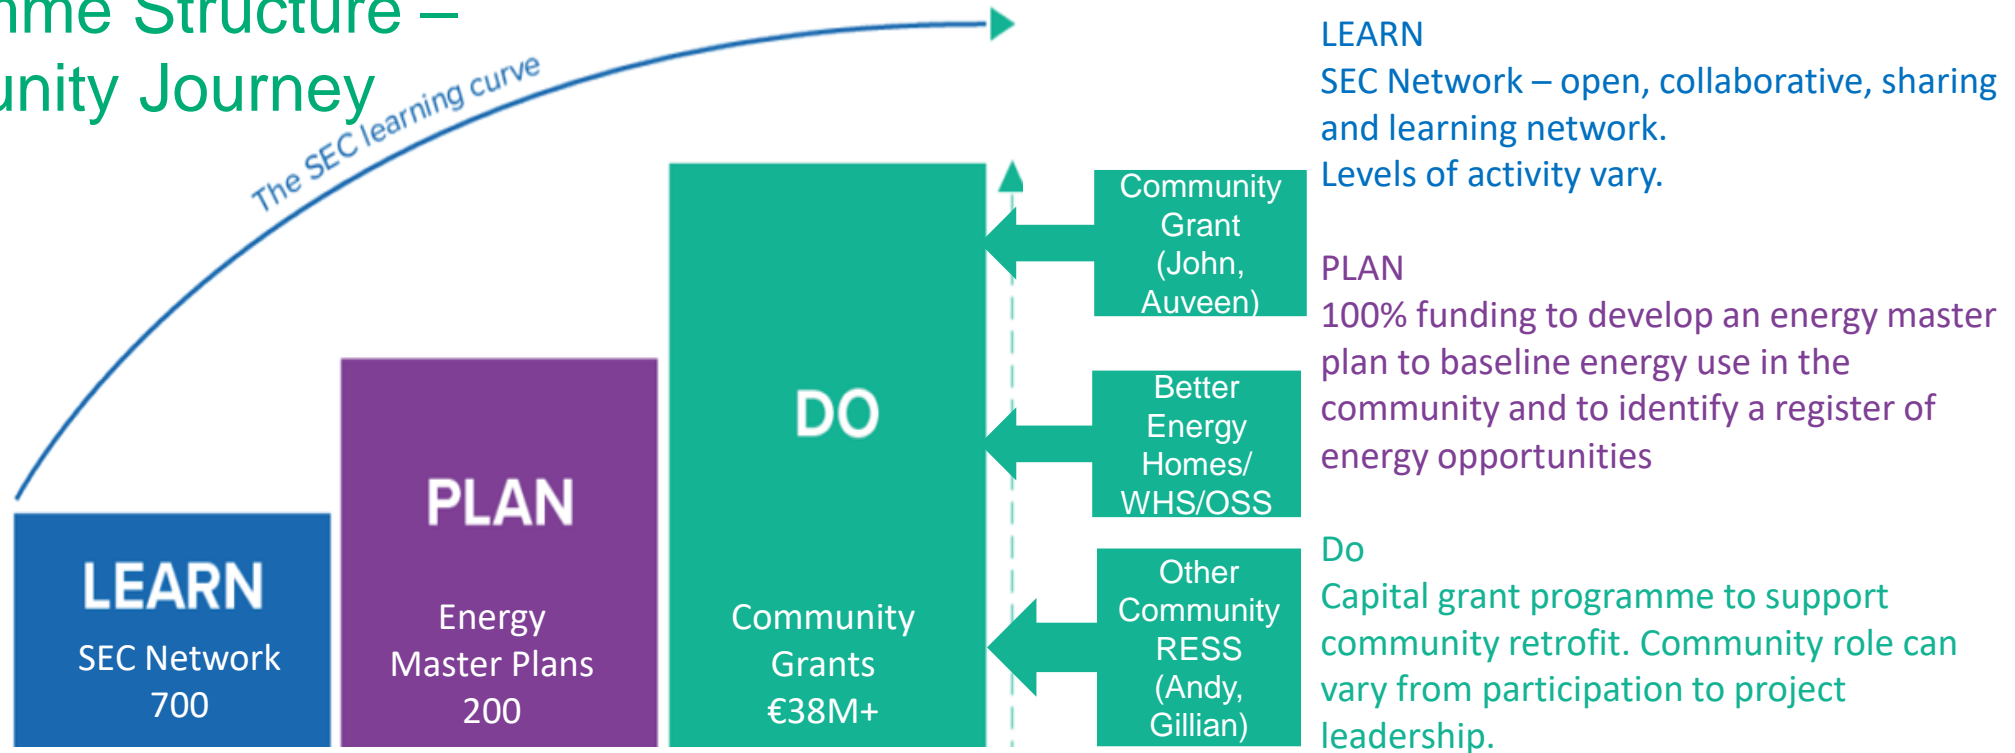 mme Structure –
unity Journey
The SEC learning curve
LEARN
SEC Network
700
PLAN
Energy
Master Plans
200
DO
Community
Grants
€38M+
Community
Grant
(John,
Auveen)
Better
Energy
Homes/
WHS/OSS
Other
Community
RESS
(Andy,
Gillian)
LEARN
SEC Network – open, collaborative, sharing
and learning network.
Levels of activity vary.
PLAN
100% funding to develop an energy master
plan to baseline energy use in the
community and to identify a register of
energy opportunities
Do
Capital grant programme to support
community retrofit. Community role can
vary from participation to project
leadership.